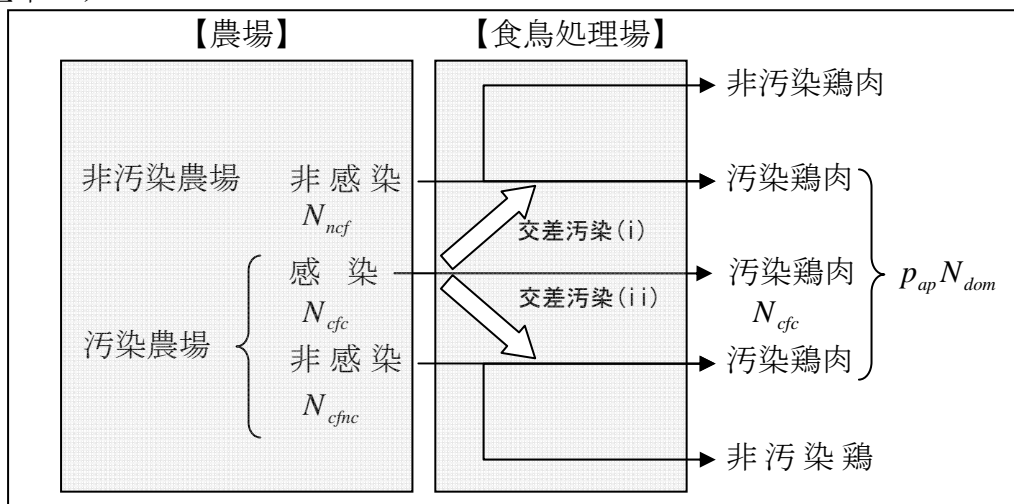 【農場】 【食鳥処理場】
非汚染鶏肉
非汚染農場 非感染 汚染鶏肉
N_ncf 交差汚染(i)
感 染 汚染鶏肉 p_ap N_dom
N_cfc 交差汚染(ii) N_cfc
汚染農場
非感染 汚染鶏肉
N_cfnc
非汚染鶏